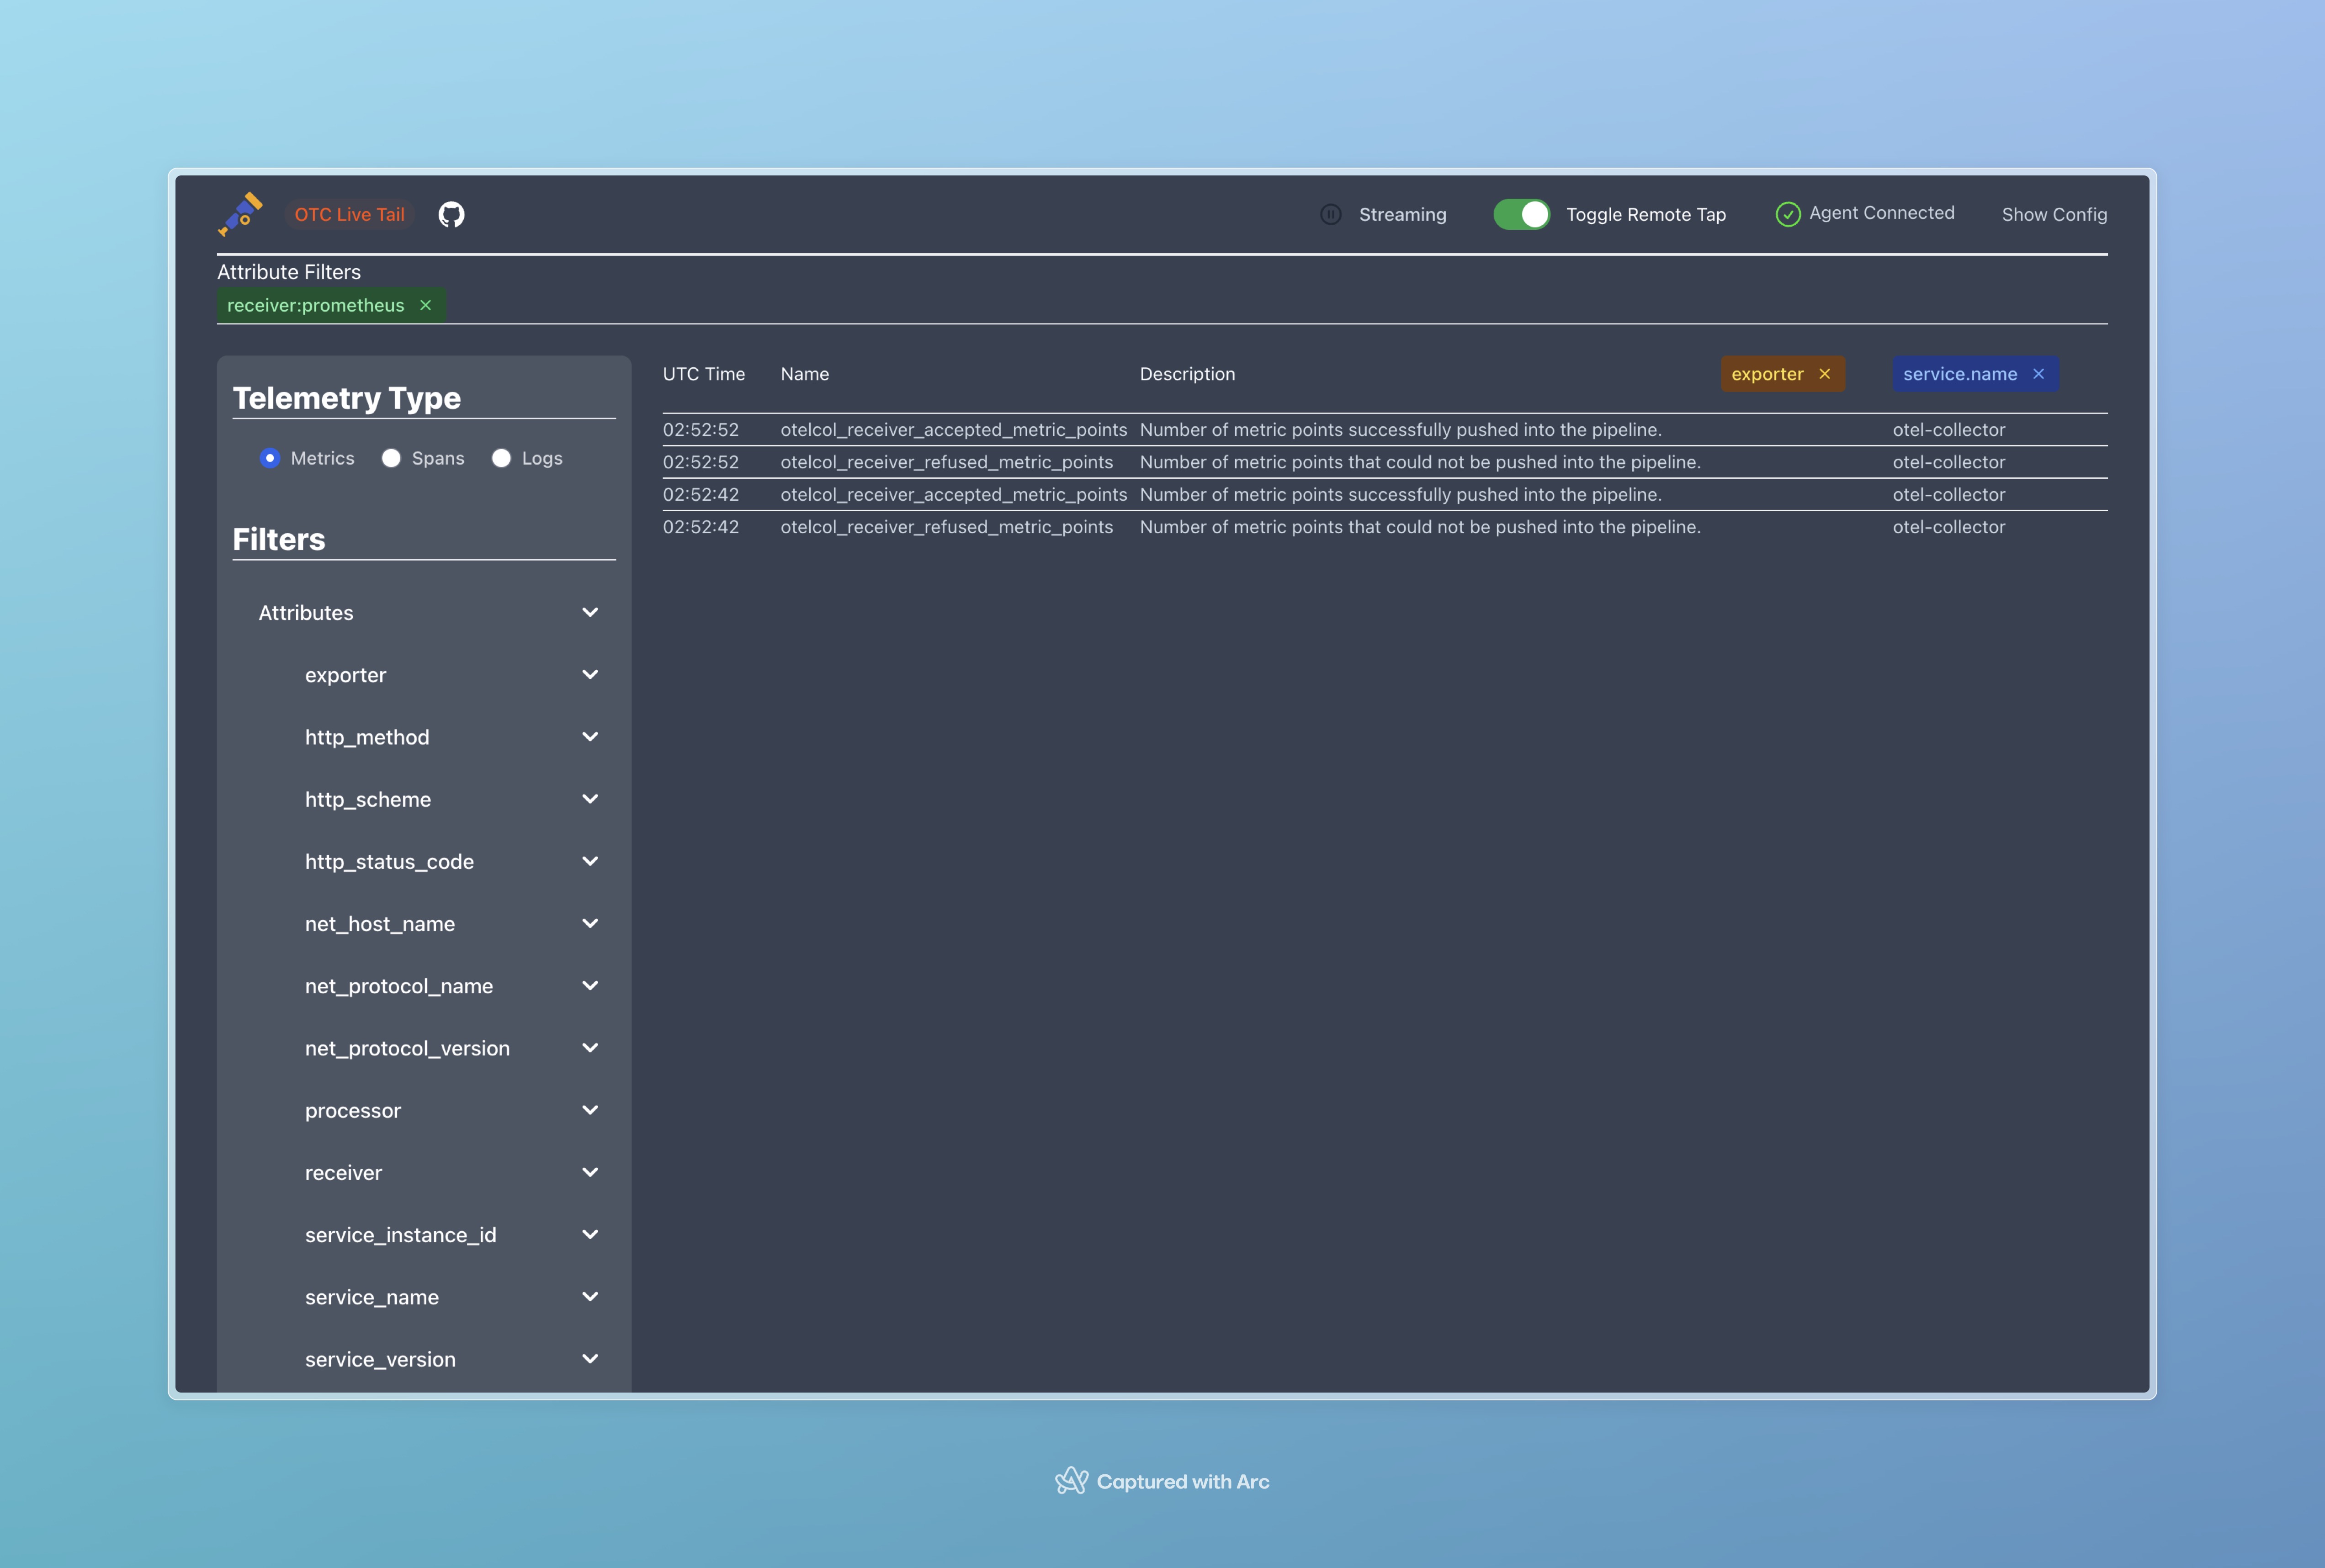 OTC Live Tail
Streaming
Toggle Remote Tap
Agent Connected
Show Config
Attribute Filters
receiver:prometheus ×
Telemetry Type
Metrics Spans Logs
Filters
Attributes
exporter
http_method
http_scheme
http_status_code
net_host_name
net_protocol_name
net_protocol_version
processor
receiver
service_instance_id
service_name
service_version
UTC Time Name Description exporter × service.name ×
02:52:52 otelcol_receiver_accepted_metric_points Number of metric points successfully pushed into the pipeline. otel-collector
02:52:52 otelcol_receiver_refused_metric_points Number of metric points that could not be pushed into the pipeline. otel-collector
02:52:42 otelcol_receiver_accepted_metric_points Number of metric points successfully pushed into the pipeline. otel-collector
02:52:42 otelcol_receiver_refused_metric_points Number of metric points that could not be pushed into the pipeline. otel-collector
Captured with Arc